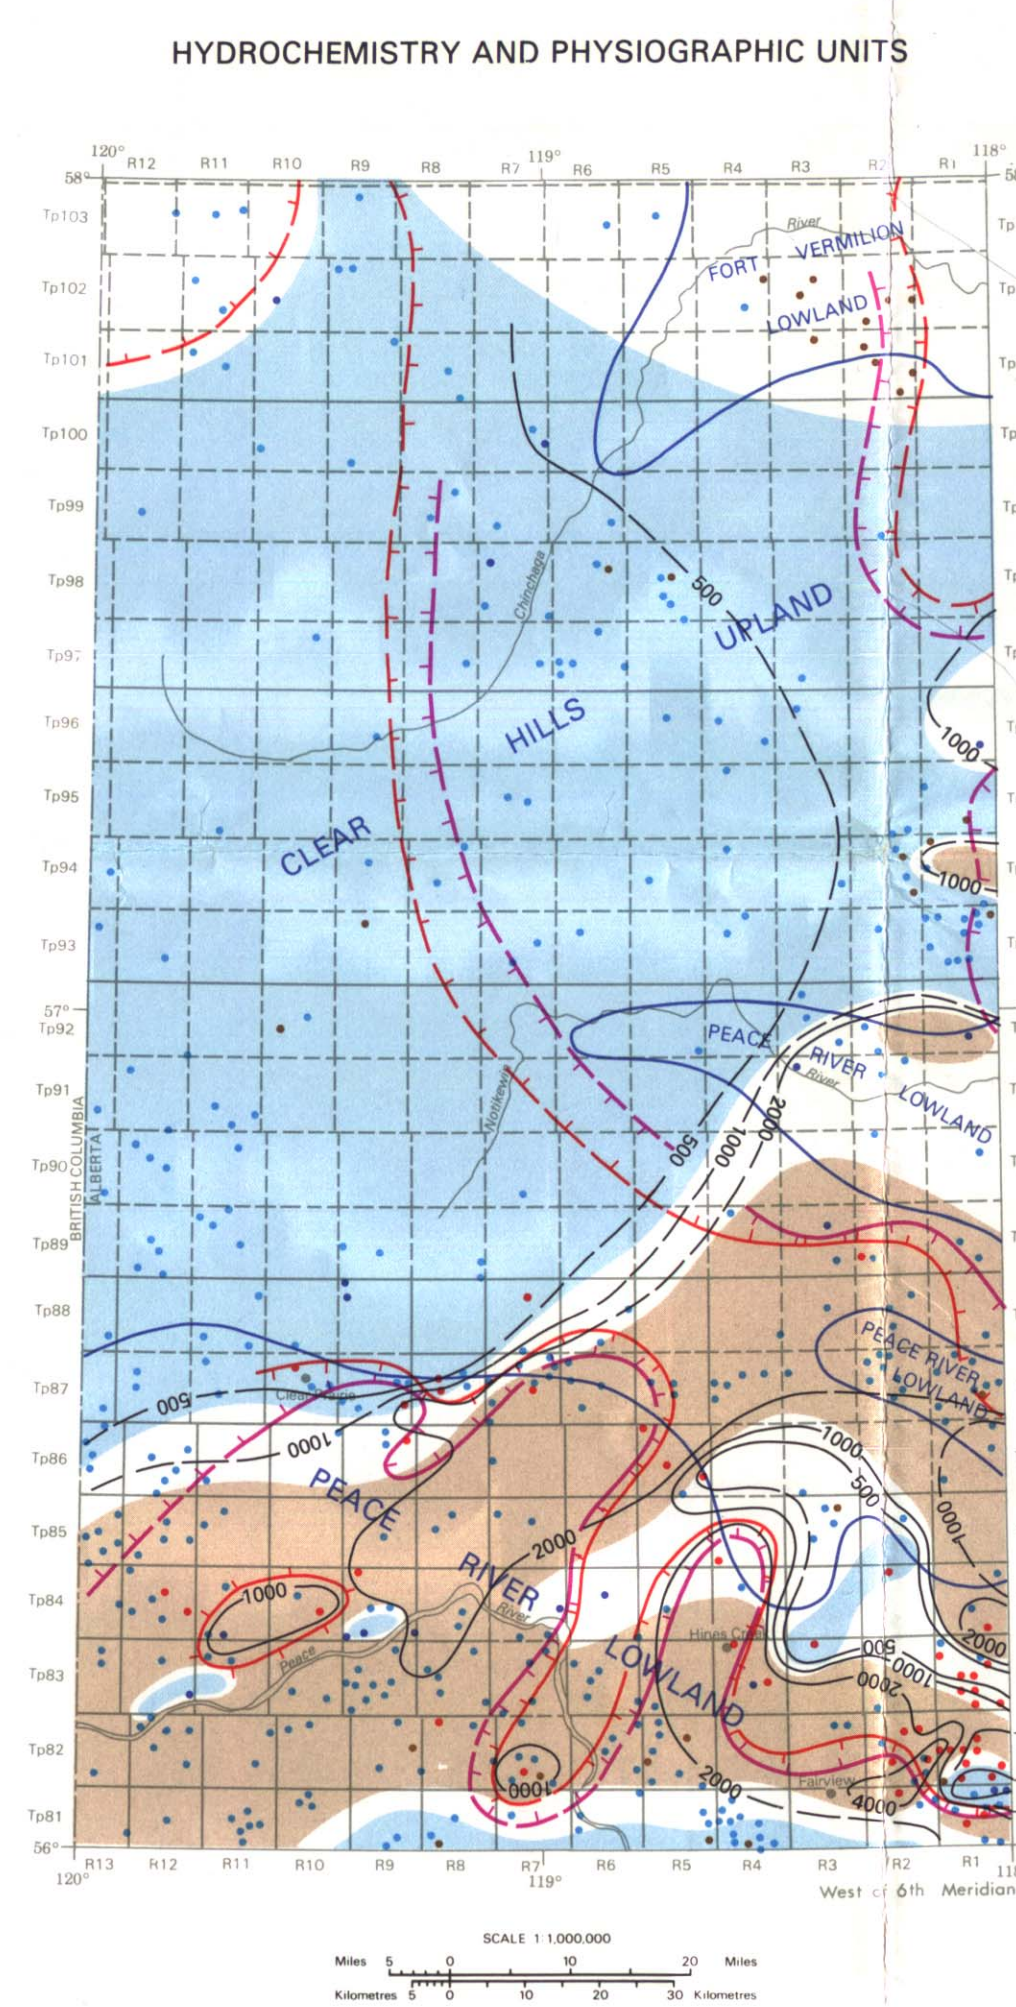 HYDROCHEMISTRY AND PHYSIOGRAPHIC UNITS
120° 119° 118°
R12 R11 R10 R9 R8 R7 R6 R5 R4 R3 R2 R1
58°
Tp103
River
VERMILION
FORT
Tp102
LOWLAND
Tp101
Tp100
Tp99
Chinchaga
Tp98
500
UPLAND
Tp97
HILLS
Tp96
1000
Tp95
CLEAR
Tp94
1000
Tp93
57°
Tp92
PEACE
RIVER
River
LOWLAND
Tp91
Notikewin
2000
1000
500
BRITISH COLUMBIA
ALBERTA
Tp90
Tp89
Tp88
PEACE RIVER
LOWLAND
Tp87
Clear Prairie
500
1000
1000
Tp86
PEACE
500
1000
Tp85
2000
RIVER
Tp84
1000
River
Hines Creek
2000
LOWLAND
500
1000
2000
Peace
Tp83
Tp82
1000
2000
Fairview
4000
Tp81
56°
R13 R12 R11 R10 R9 R8 R7 R6 R5 R4 R3 R2 R1
120° 119° 118
West of 6th Meridian
SCALE 1:1,000,000
Miles 5 0 10 20 Miles
Kilometres 5 0 10 20 30 Kilometres